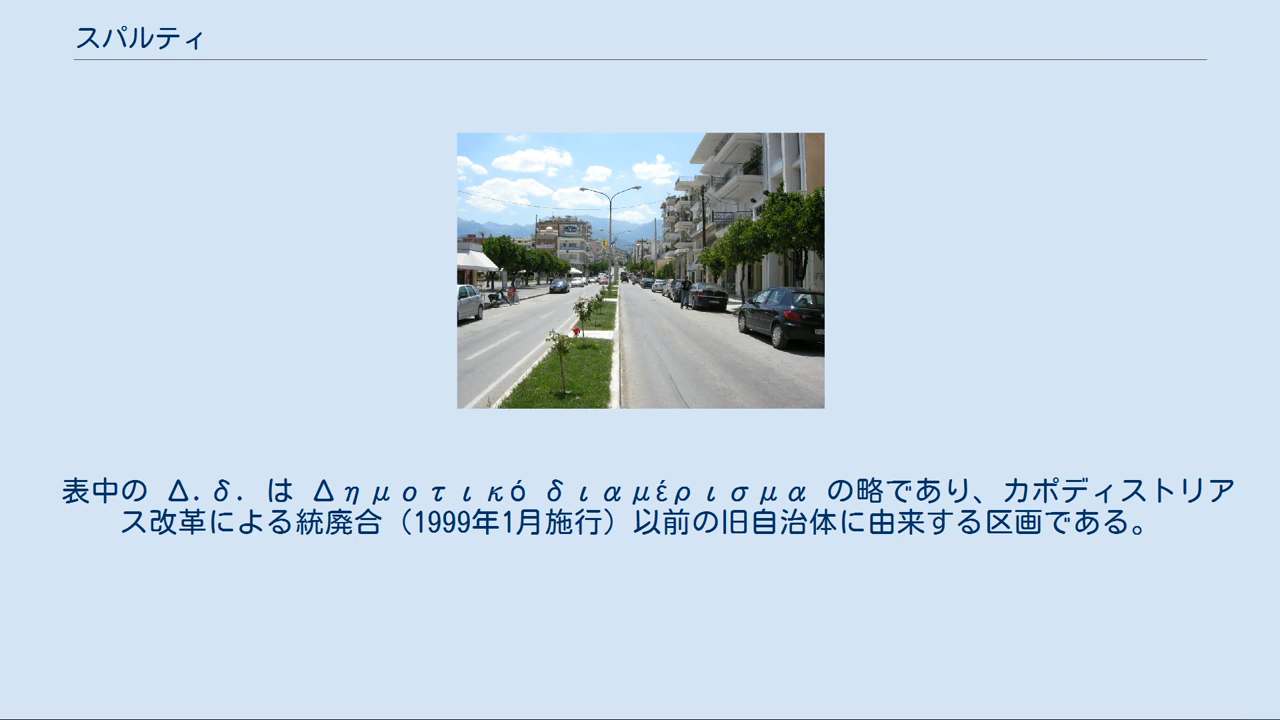 スパルティ
表中の Δ.δ. は Δημοτικό διαμέρισμα の略であり、カポディストリア
ス改革による統廃合（1999年1月施行）以前の旧自治体に由来する区画である。